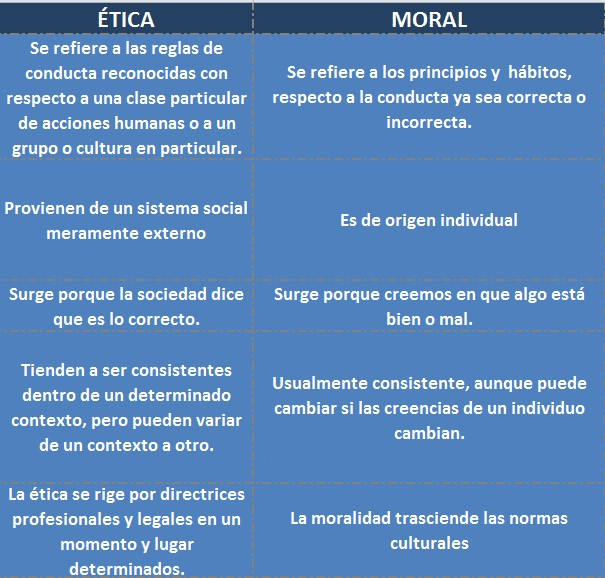 ÉTICA
MORAL
Se refiere a las reglas de
conducta reconocidas con
respecto a una clase particular
de acciones humanas o a un
grupo o cultura en particular.
Se refiere a los principios y hábitos,
respecto a la conducta ya sea correcta o
incorrecta.
Provienen de un sistema social
meramente externo
Es de origen individual
Surge porque la sociedad dice
que es lo correcto.
Surge porque creemos en que algo está
bien o mal.
Tienden a ser consistentes
dentro de un determinado
contexto, pero pueden variar
de un contexto a otro.
Usualmente consistente, aunque puede
cambiar si las creencias de un individuo
cambian.
La ética se rige por directrices
profesionales y legales en un
momento y lugar
determinados.
La moralidad trasciende las normas
culturales